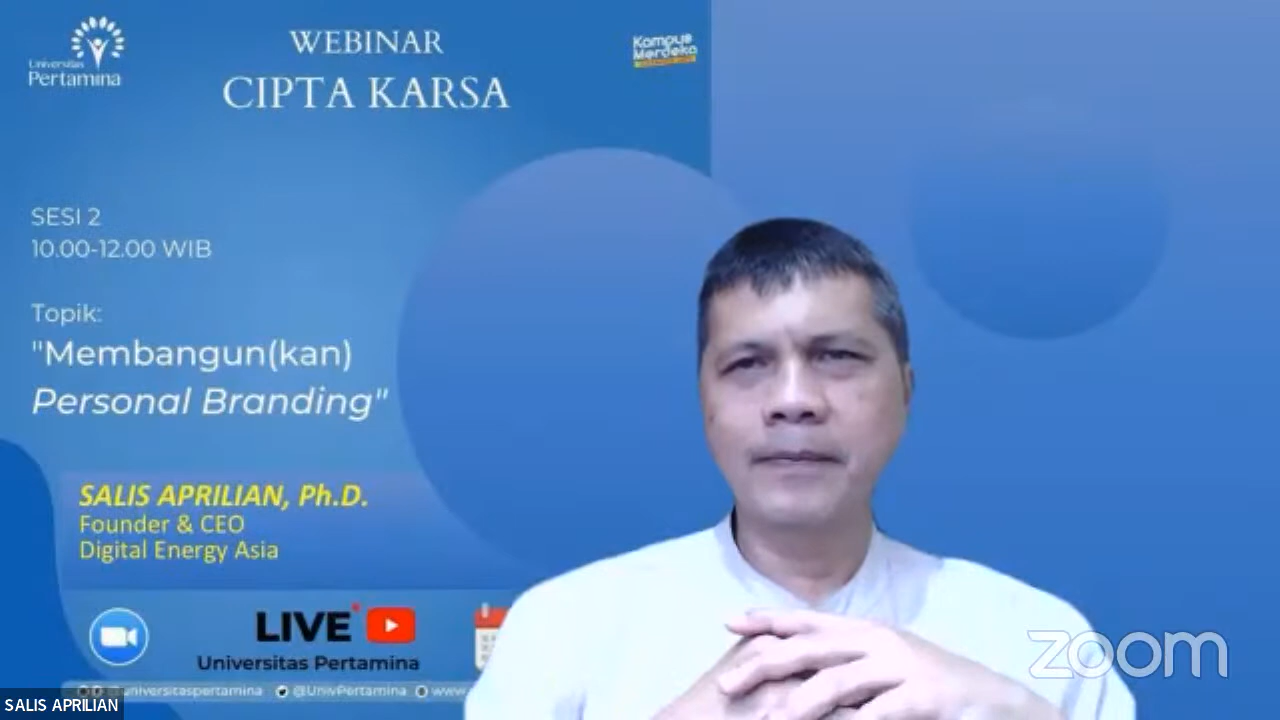 Universitas
Pertamina
WEBINAR
CIPTA KARSA
Kampus
Merdeka
SESI 2
10.00-12.00 WIB
Topik:
"Membangun(kan)
Personal Branding"
SALIS APRILIAN, Ph.D.
Founder & CEO
Digital Energy Asia
LIVE
Universitas Pertamina
universitaspertamina
@UnivPertamina
SALIS APRILIAN
zoom